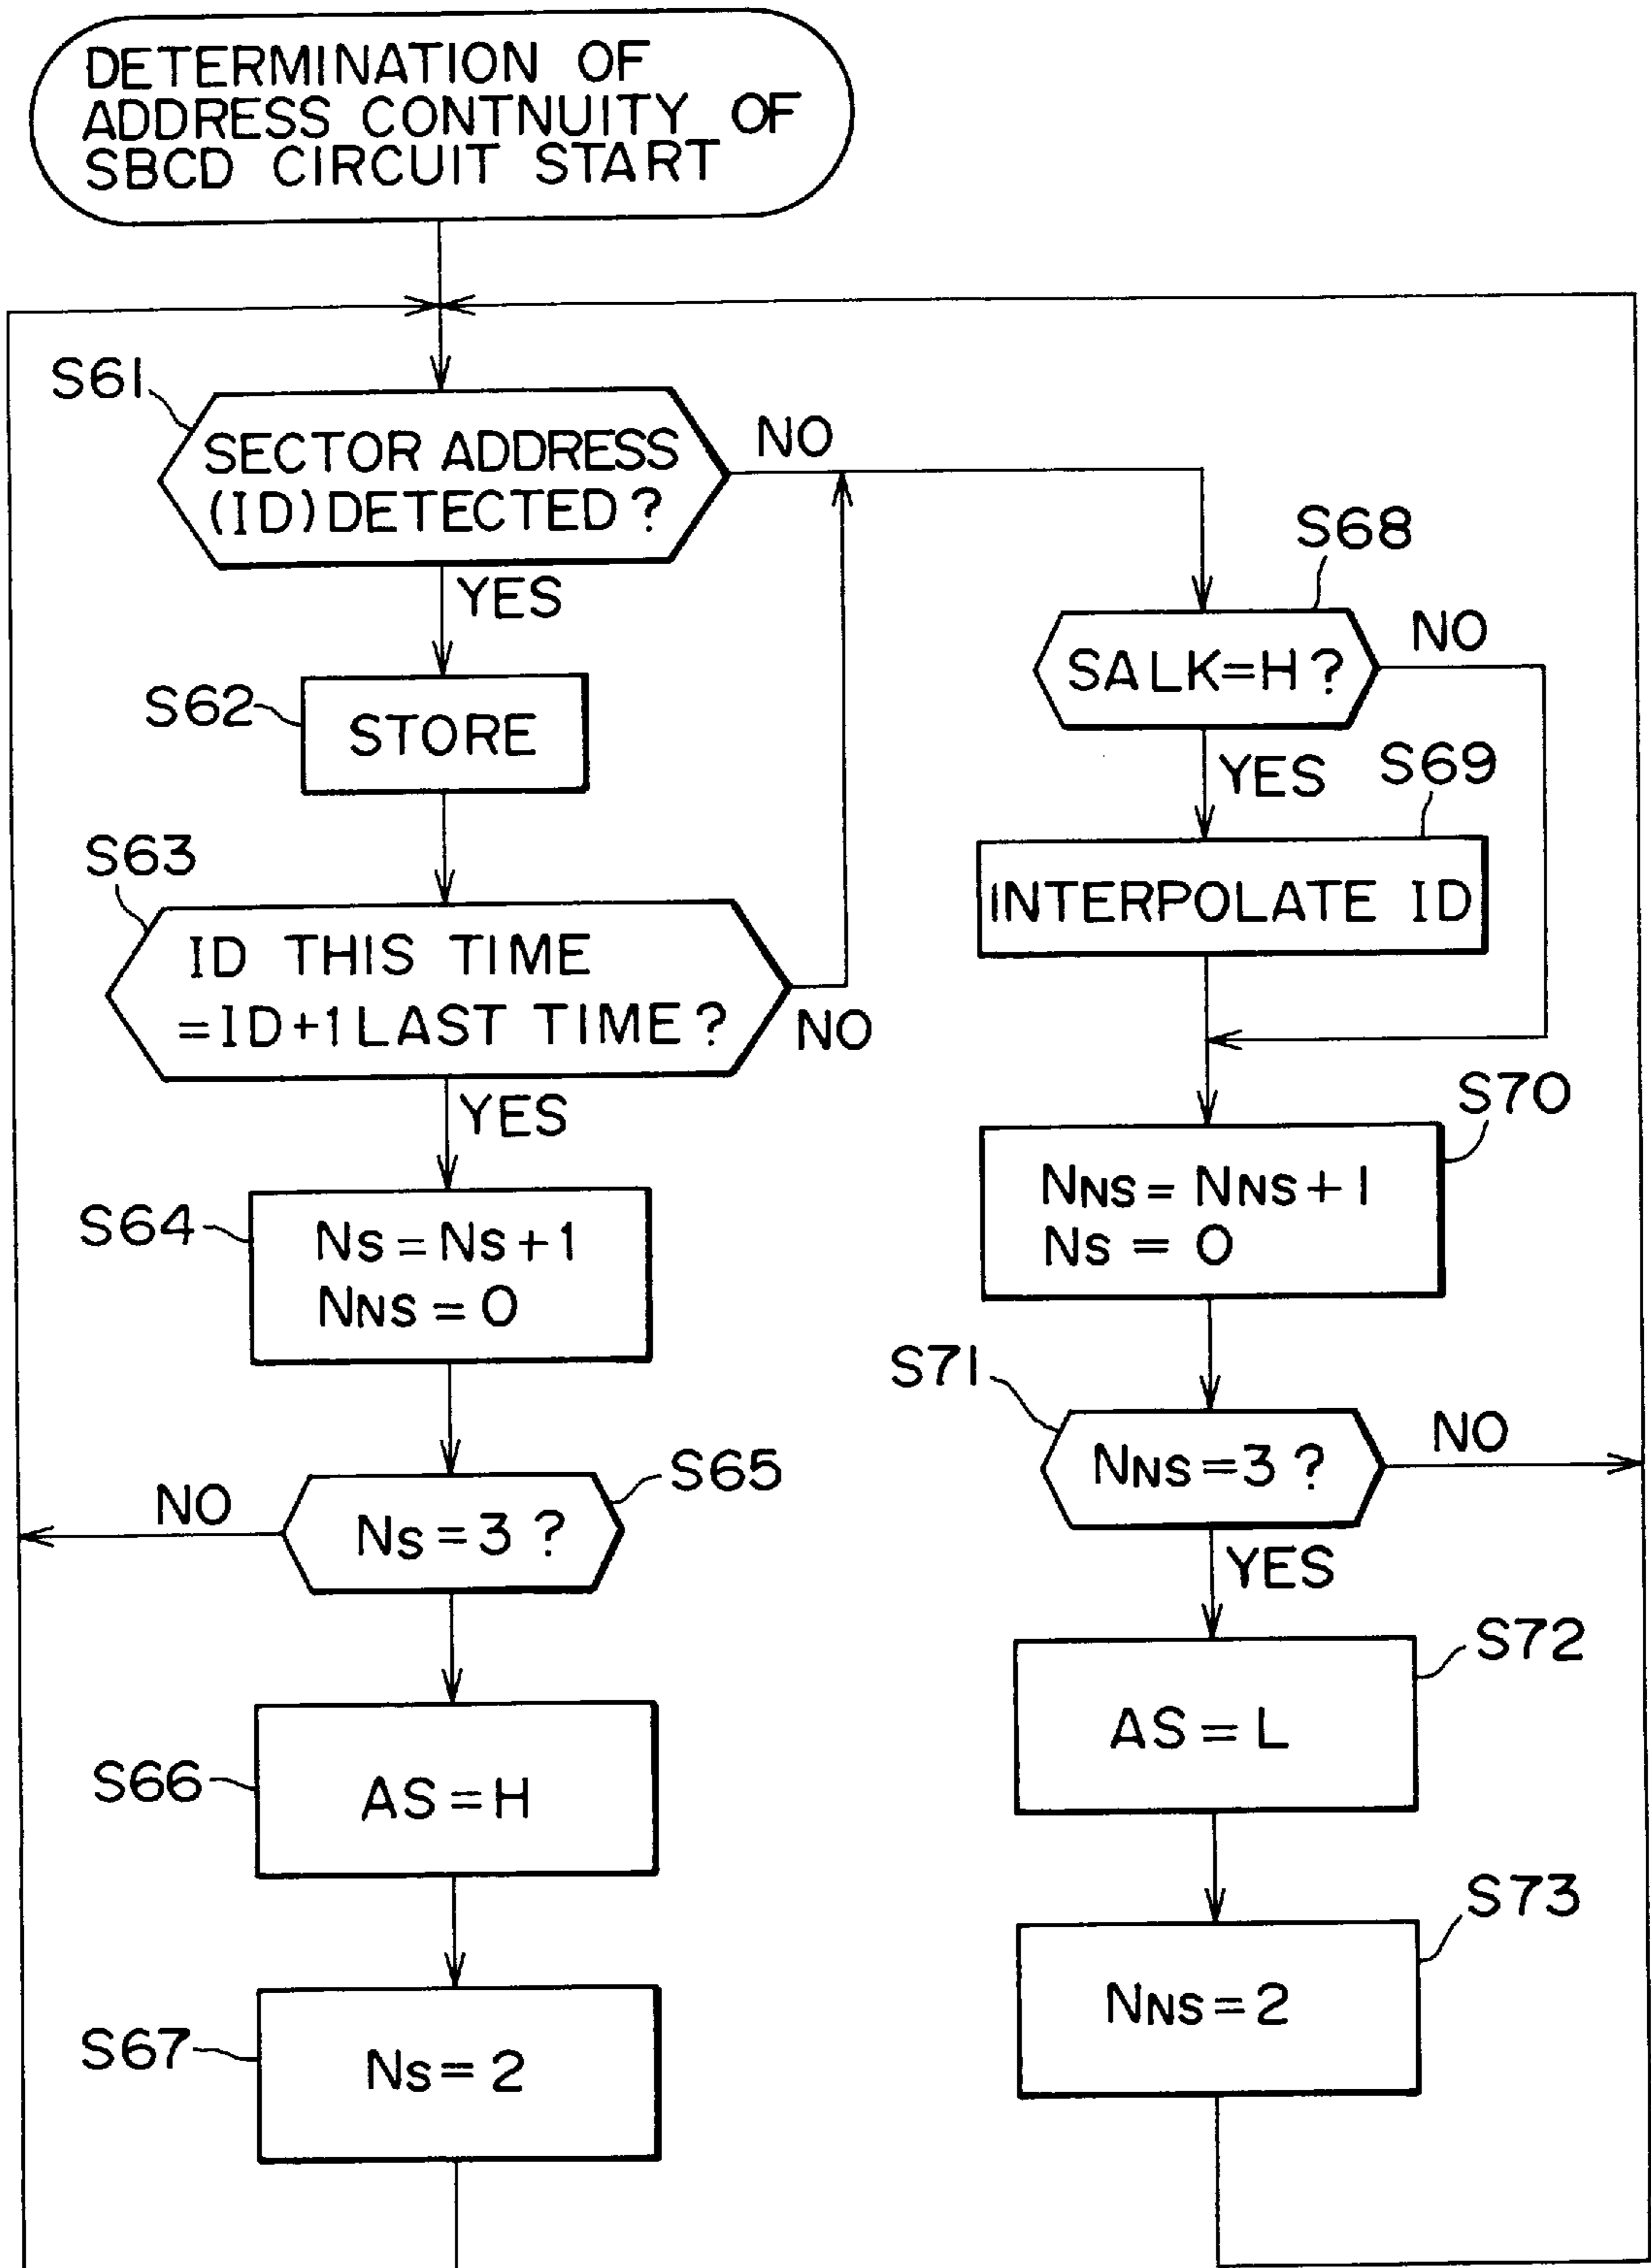 DETERMINATION OF
ADDRESS CONTNUITY OF
SBCD CIRCUIT START
S61
SECTOR ADDRESS
(ID) DETECTED?
NO
YES
S62
STORE
S63
ID THIS TIME
=ID+1 LAST TIME?
NO
YES
S64
NS=NS+1
NNS=0
S65
NS=3?
NO
S66
AS=H
S67
NS=2
S68
SALK=H?
NO
YES
S69
INTERPOLATE ID
S70
NNS=NNS+1
NS=0
S71
NNS=3?
NO
YES
S72
AS=L
S73
NNS=2